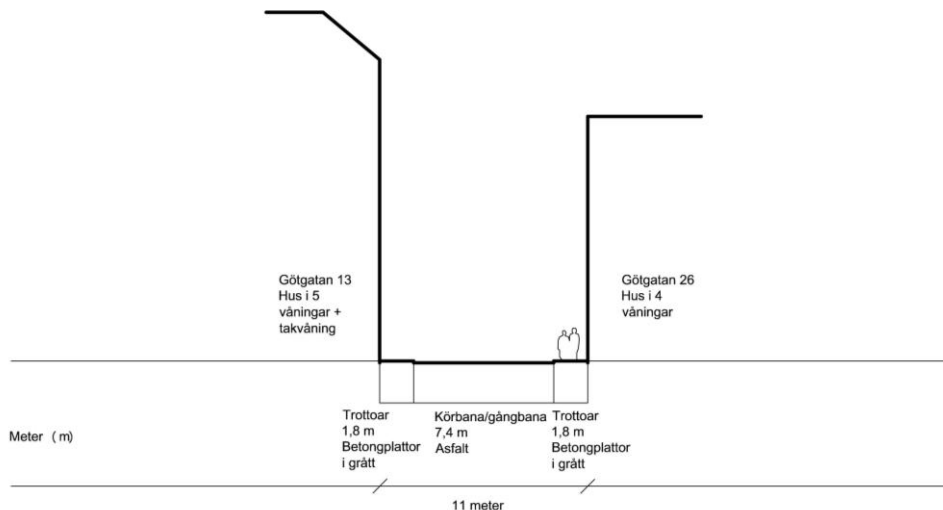 Götgatan 13
Hus i 5
våningar +
takvåning
Götgatan 26
Hus i 4
våningar
Meter (m)
Trottoar
1,8 m
Betongplattor
i grått
Körbana/gångbana
7,4 m
Asfalt
Trottoar
1,8 m
Betongplattor
i grått
11 meter